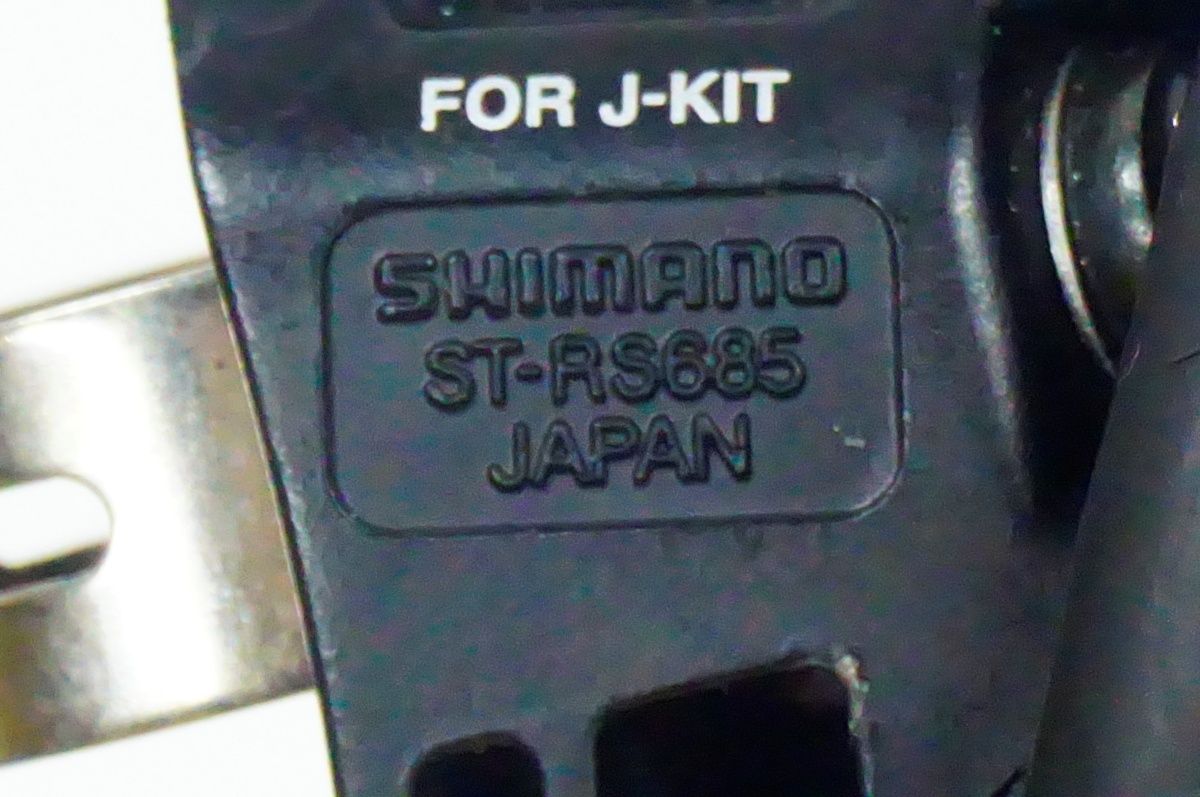 FOR J-KIT
SHIMANO
ST-RS685
JAPAN